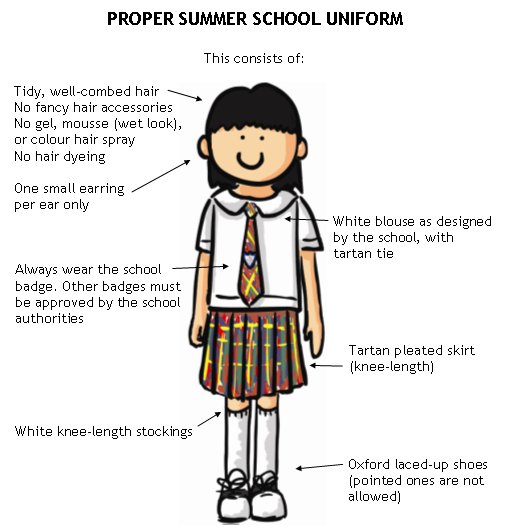 PROPER SUMMER SCHOOL UNIFORM
This consists of:
Tidy, well-combed hair
No fancy hair accessories
No gel, mousse (wet look),
or colour hair spray
No hair dyeing
One small earring
per ear only
White blouse as designed
by the school, with
tartan tie
Always wear the school
badge. Other badges must
be approved by the school
authorities
Tartan pleated skirt
(knee-length)
White knee-length stockings
Oxford laced-up shoes
(pointed ones are not
allowed)